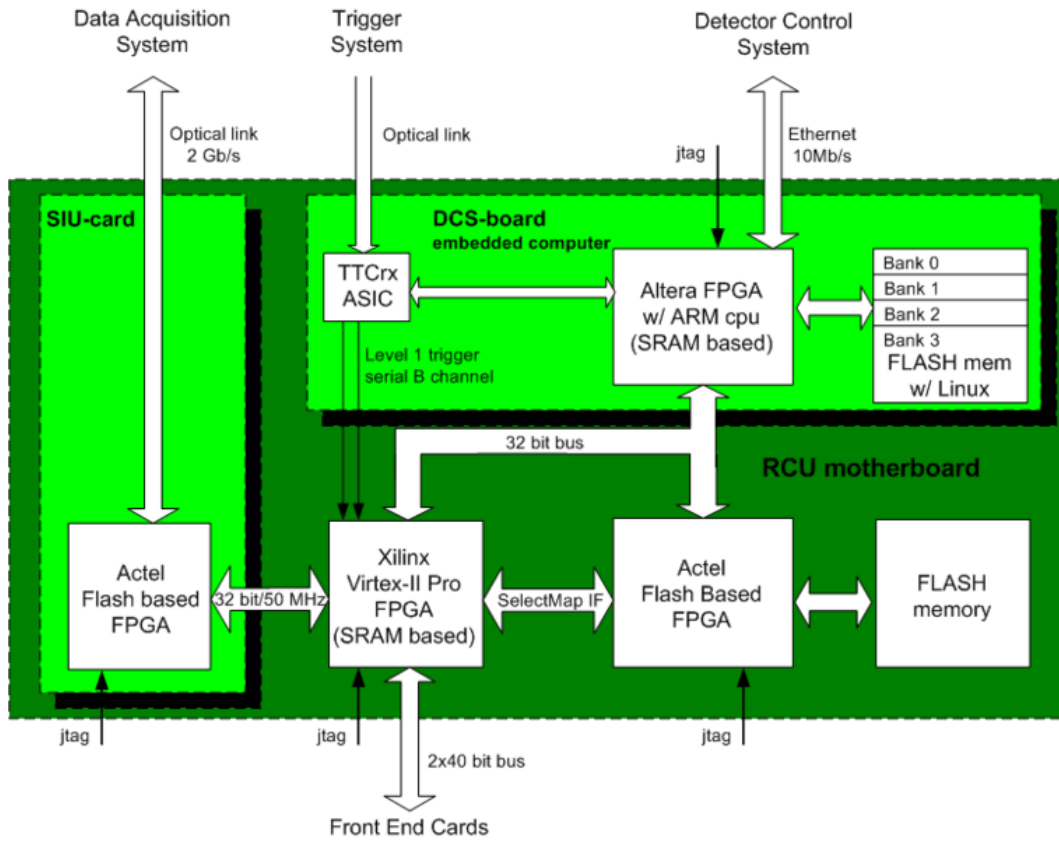 Data Acquisition
System
Trigger
System
Detector Control
System
Optical link
2 Gb/s
Optical link
jtag
Ethernet
10Mb/s
SIU-card
DCS-board
embedded computer
TTCrx
ASIC
Altera FPGA
w/ ARM cpu
(SRAM based)
Bank 0
Bank 1
Bank 2
Bank 3
FLASH mem
w/ Linux
Level 1 trigger
serial B channel
32 bit bus
RCU motherboard
Actel
Flash based
FPGA
32 bit/50 MHz
Xilinx
Virtex-II Pro
FPGA
(SRAM based)
SelectMap IF
Actel
Flash Based
FPGA
FLASH
memory
jtag
jtag
jtag
2x40 bit bus
Front End Cards